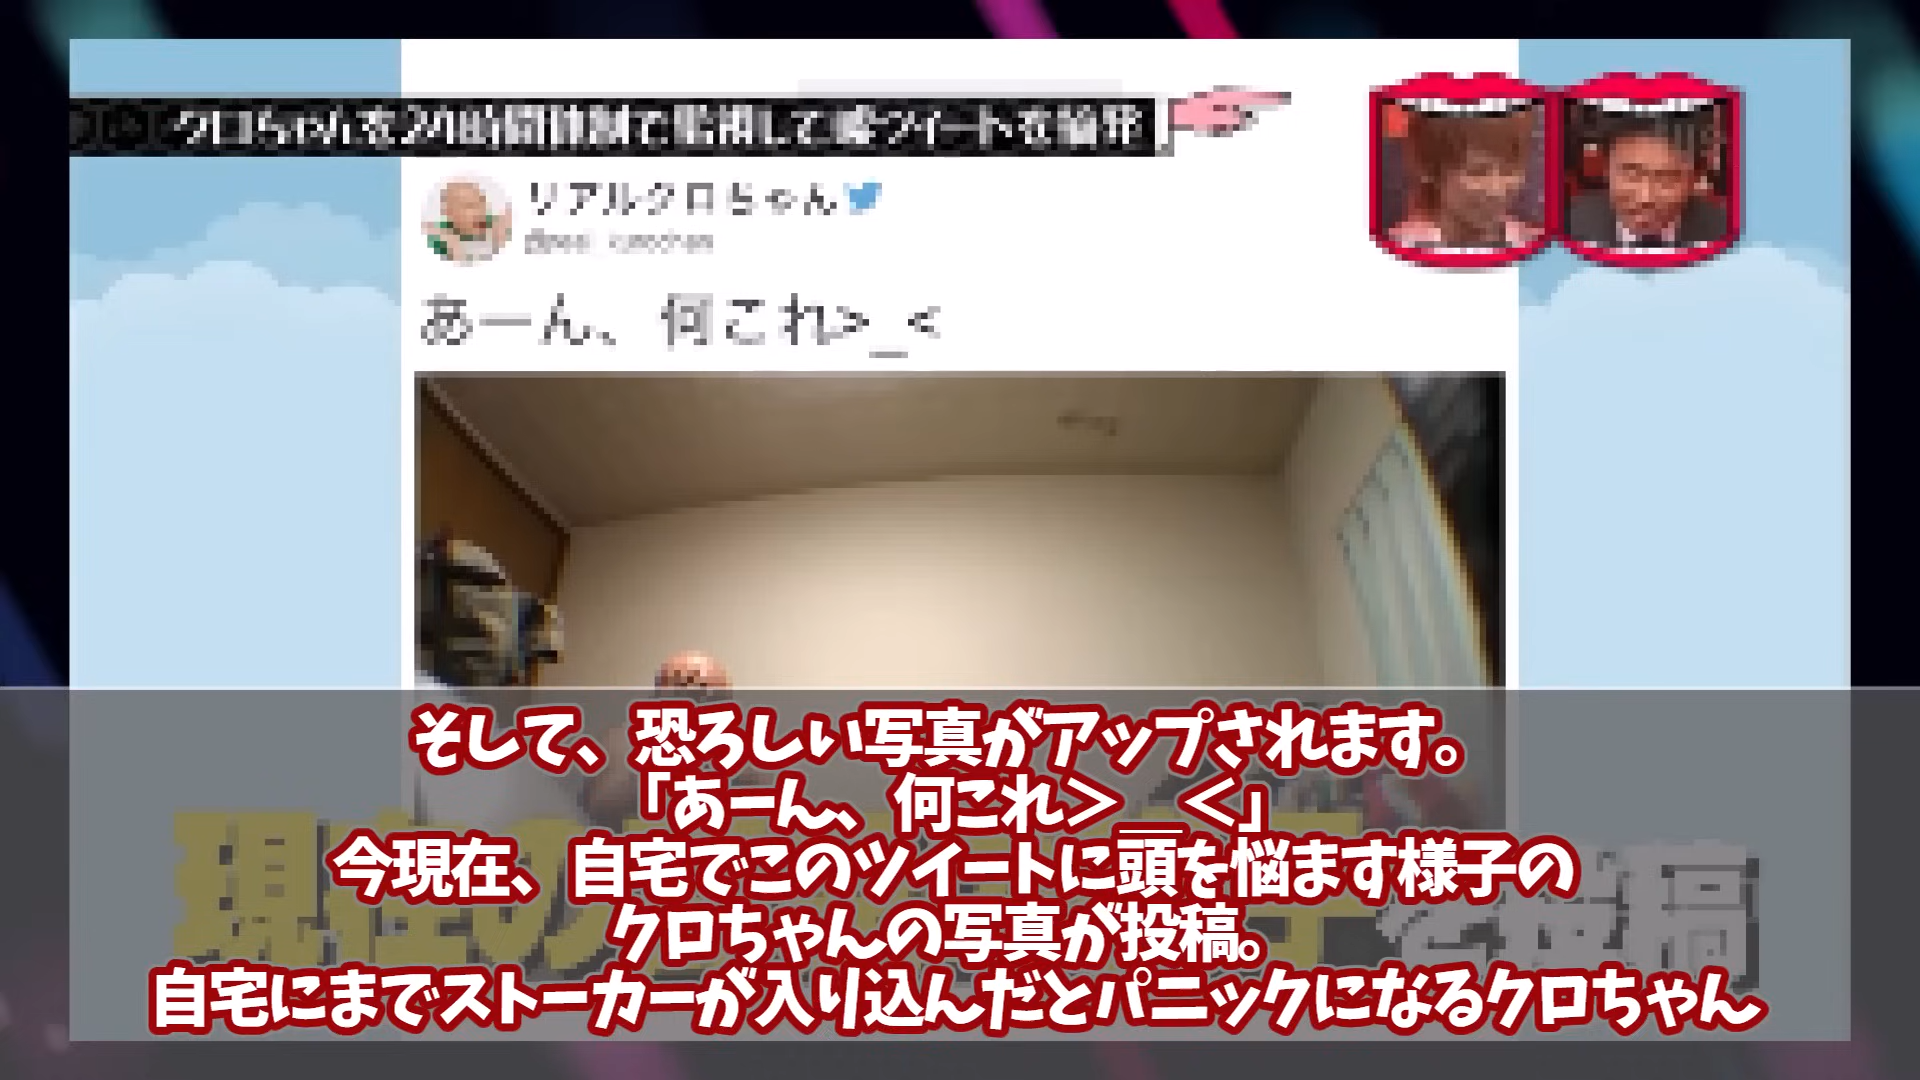 クロちゃんを24時間体制で監視して嘘ツイートを摘発
リアルクロちゃん
@real_kurochan
あーん、何これ>_<
そして、恐ろしい写真がアップされます。
「あーん、何これ＞＿＜」
今現在、自宅でこのツイートに頭を悩ます様子の
クロちゃんの写真が投稿。
自宅にまでストーカーが入り込んだとパニックになるクロちゃん